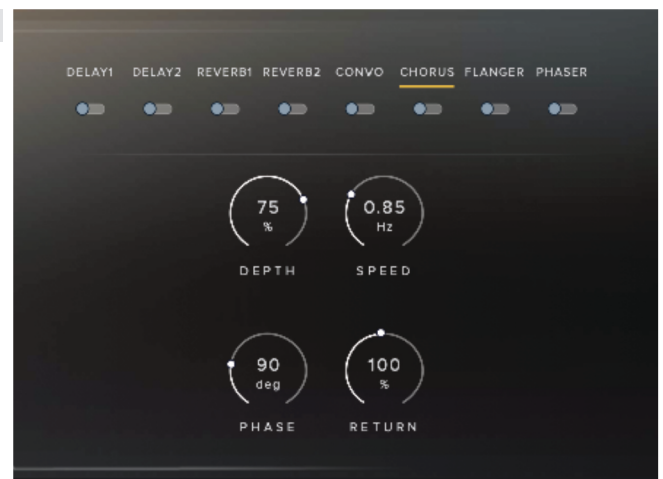 DELAY1 DELAY2 REVERB1 REVERB2 CONVO CHORUS FLANGER PHASER
75 0.85
% Hz
DEPTH SPEED
90 100
deg %
PHASE RETURN